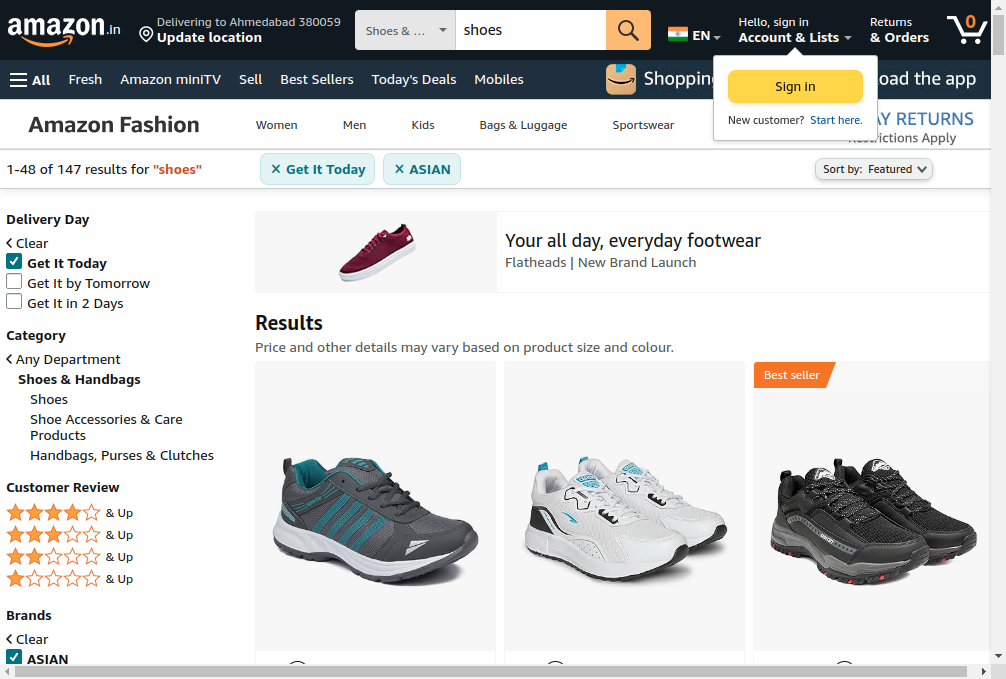 amazon.in
Delivering to Ahmedabad 380059
Update location
Shoes & ...
shoes
EN
Hello, sign in
Account & Lists
Returns
& Orders
0
All
Fresh
Amazon miniTV
Sell
Best Sellers
Today's Deals
Mobiles
Shopping
oad the app
Sign in
New customer? Start here.
Amazon Fashion
Women
Men
Kids
Bags & Luggage
Sportswear
AY RETURNS
Restrictions Apply
1-48 of 147 results for "shoes"
✕ Get It Today
✕ ASIAN
Sort by: Featured
Delivery Day
Clear
Get It Today
Get It by Tomorrow
Get It in 2 Days
Category
Any Department
Shoes & Handbags
Shoes
Shoe Accessories & Care
Products
Handbags, Purses & Clutches
Customer Review
& Up
& Up
& Up
& Up
Brands
Clear
ASIAN
Your all day, everyday footwear
Flatheads | New Brand Launch
Results
Price and other details may vary based on product size and colour.
Best seller